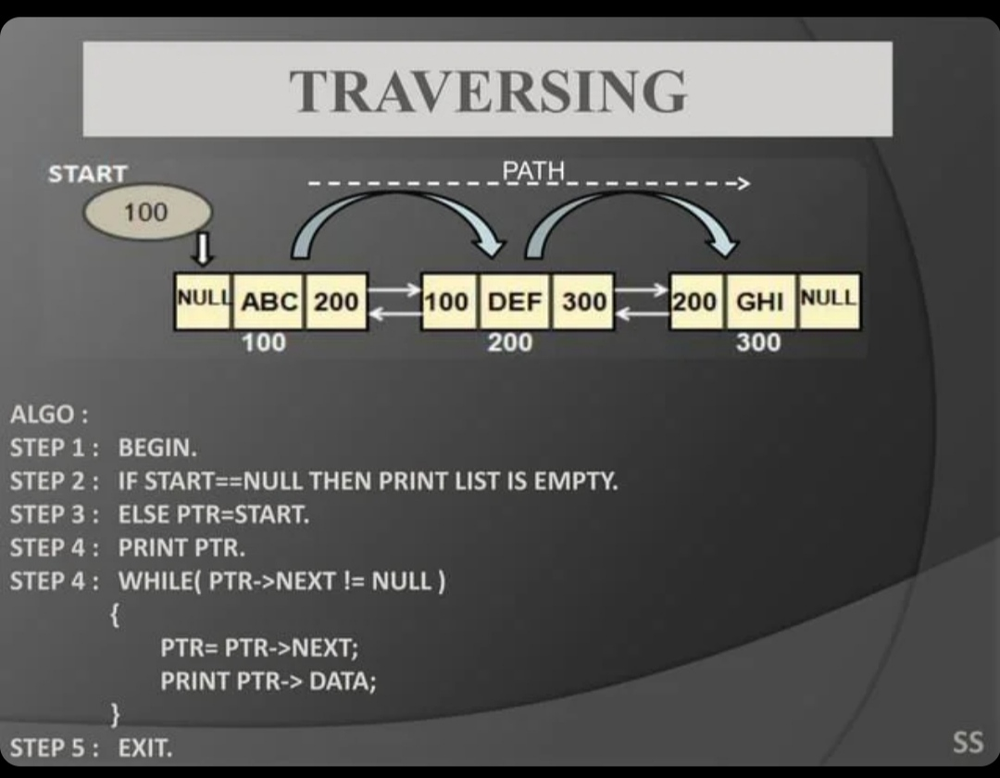 TRAVERSING
START
PATH
100
NULL ABC 200 100 DEF 300 200 GHI NULL
100 200 300
ALGO :
STEP 1 : BEGIN.
STEP 2 : IF START==NULL THEN PRINT LIST IS EMPTY.
STEP 3 : ELSE PTR=START.
STEP 4 : PRINT PTR.
STEP 4 : WHILE( PTR->NEXT != NULL )
{
PTR= PTR->NEXT;
PRINT PTR-> DATA;
}
STEP 5 : EXIT.
SS